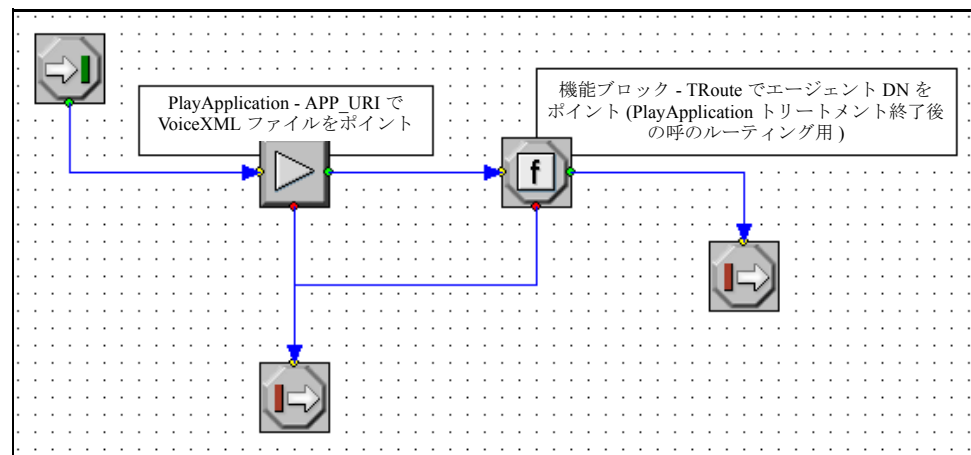 PlayApplication - APP_URI で
VoiceXML ファイルをポイント
機能ブロック - TRoute でエージェント DN を
ポイント (PlayApplication トリートメント終了後
の呼のルーティング用 )
f